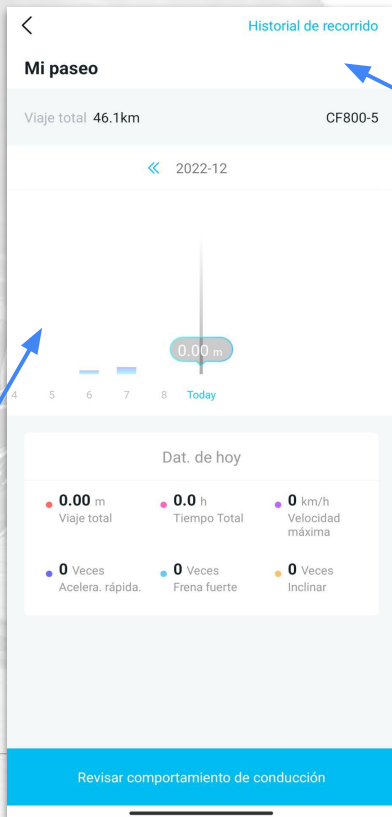 Historial de recorrido
Mi paseo
Viaje total 46.1km CF800-5
2022-12
0.00 m
4 5 6 7 8 Today
Dat. de hoy
0.00 m 0.0 h 0 km/h
Viaje total Tiempo Total Velocidad
máxima
0 Veces 0 Veces 0 Veces
Acelera. rápida. Frena fuerte Inclinar
Revisar comportamiento de conducción